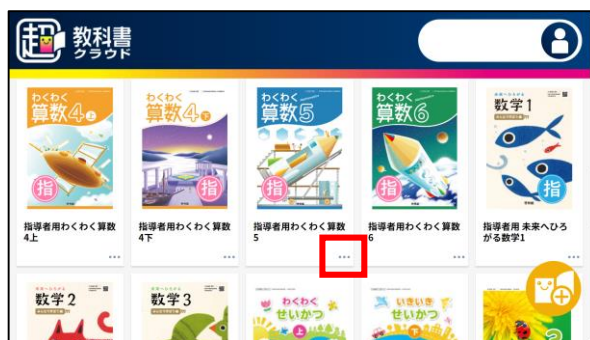 超 教科書
クラウド
わくわく
算数4上
指
指導者用わくわく算数
4上
わくわく
算数4下
指
指導者用わくわく算数
4下
わくわく
算数5
指
指導者用わくわく算数
5
わくわく
算数6
指
指導者用わくわく算数
6
数学1
指
指導者用 未来へひろ
がる数学1
数学2
数学3
わくわく
せいかつ
上
いきいき
せいかつ
下